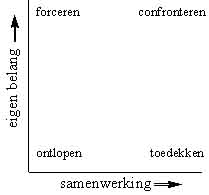 forceren confronteren
eigen belang
ontlopen toedekken
samenwerking